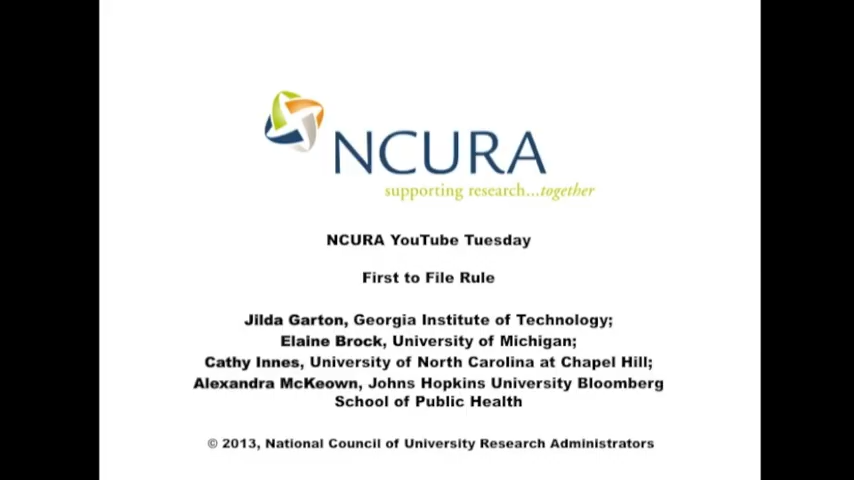 NCURA
supporting research...together
NCURA YouTube Tuesday
First to File Rule
Jilda Garton, Georgia Institute of Technology;
Elaine Brock, University of Michigan;
Cathy Innes, University of North Carolina at Chapel Hill;
Alexandra McKeown, Johns Hopkins University Bloomberg
School of Public Health
© 2013, National Council of University Research Administrators